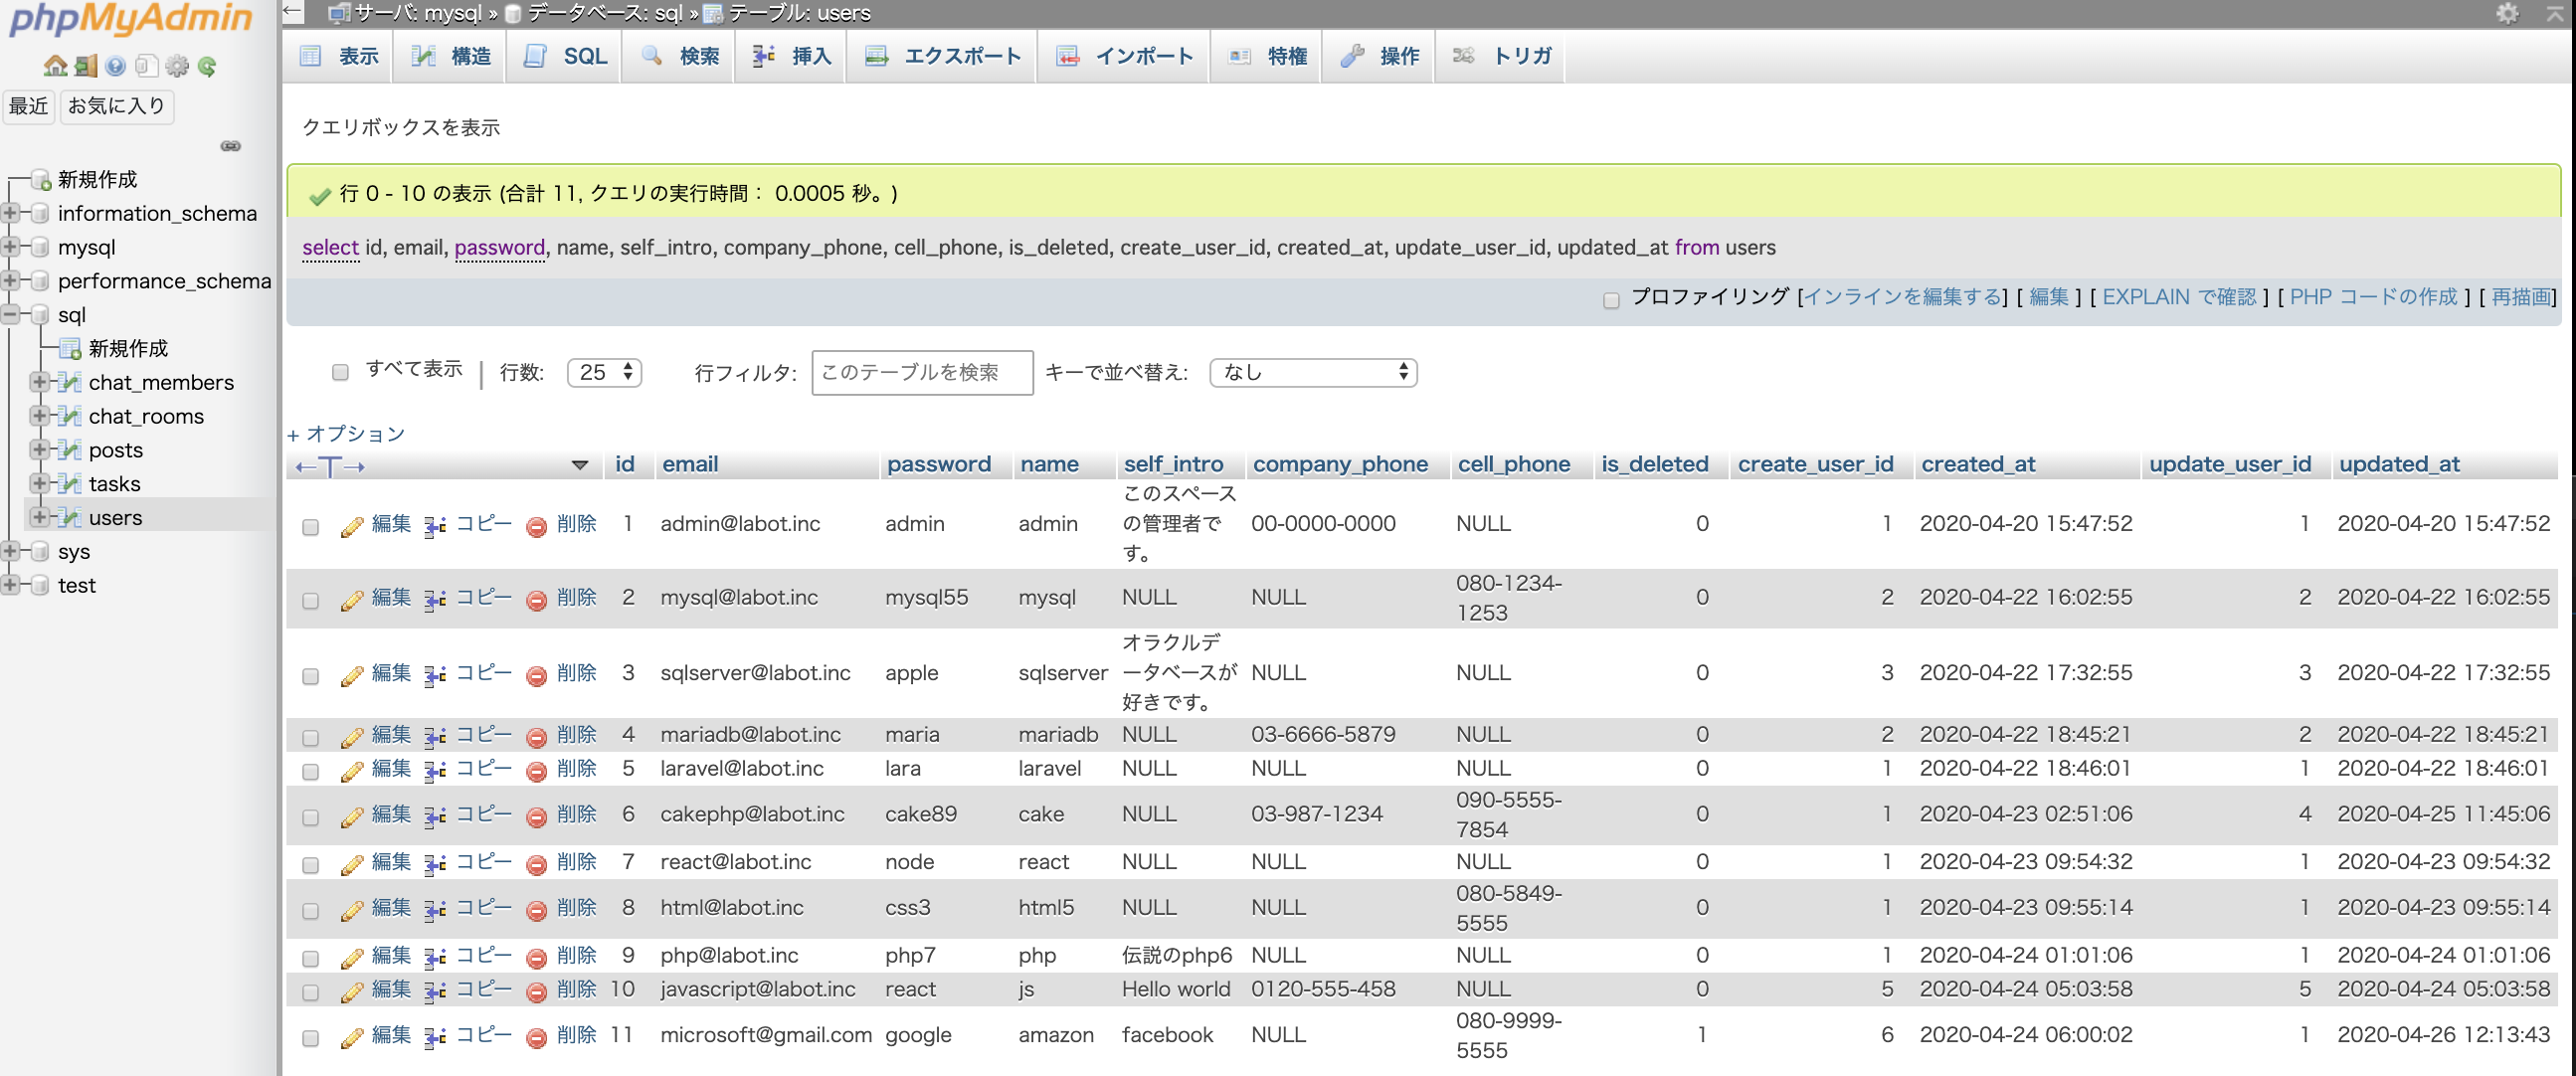 phpMyAdmin
最近 お気に入り
新規作成
information_schema
mysql
performance_schema
sql
新規作成
chat_members
chat_rooms
posts
tasks
users
sys
test
サーバ: mysql » データベース: sql » テーブル: users
表示 構造 SQL 検索 挿入 エクスポート インポート 特権 操作 トリガ
クエリボックスを表示
行 0 - 10 の表示 (合計 11, クエリの実行時間： 0.0005 秒。)
select id, email, password, name, self_intro, company_phone, cell_phone, is_deleted, create_user_id, created_at, update_user_id, updated_at from users
プロファイリング [インラインを編集する] [ 編集 ] [ EXPLAIN で確認 ] [ PHP コードの作成 ] [ 再描画]
すべて表示 | 行数: 25 行フィルタ: このテーブルを検索 キーで並べ替え: なし
+ オプション
←T→ id email password name self_intro company_phone cell_phone is_deleted create_user_id created_at update_user_id updated_at
編集 コピー 削除 1 admin@labot.inc admin admin このスペースの管理者です。 00-0000-0000 NULL 0 1 2020-04-20 15:47:52 1 2020-04-20 15:47:52
編集 コピー 削除 2 mysql@labot.inc mysql55 mysql NULL NULL 080-1234-1253 0 2 2020-04-22 16:02:55 2 2020-04-22 16:02:55
編集 コピー 削除 3 sqlserver@labot.inc apple sqlserver オラクルデータベースが好きです。 NULL NULL 0 3 2020-04-22 17:32:55 3 2020-04-22 17:32:55
編集 コピー 削除 4 mariadb@labot.inc maria mariadb NULL 03-6666-5879 NULL 0 2 2020-04-22 18:45:21 2 2020-04-22 18:45:21
編集 コピー 削除 5 laravel@labot.inc lara laravel NULL NULL NULL 0 1 2020-04-22 18:46:01 1 2020-04-22 18:46:01
編集 コピー 削除 6 cakephp@labot.inc cake89 cake NULL 03-987-1234 090-5555-7854 0 1 2020-04-23 02:51:06 4 2020-04-25 11:45:06
編集 コピー 削除 7 react@labot.inc node react NULL NULL NULL 0 1 2020-04-23 09:54:32 1 2020-04-23 09:54:32
編集 コピー 削除 8 html@labot.inc css3 html5 NULL NULL 080-5849-5555 0 1 2020-04-23 09:55:14 1 2020-04-23 09:55:14
編集 コピー 削除 9 php@labot.inc php7 php 伝説のphp6 NULL NULL 0 1 2020-04-24 01:01:06 1 2020-04-24 01:01:06
編集 コピー 削除 10 javascript@labot.inc react js Hello world 0120-555-458 NULL 0 5 2020-04-24 05:03:58 5 2020-04-24 05:03:58
編集 コピー 削除 11 microsoft@gmail.com google amazon facebook NULL 080-9999-5555 1 6 2020-04-24 06:00:02 1 2020-04-26 12:13:43